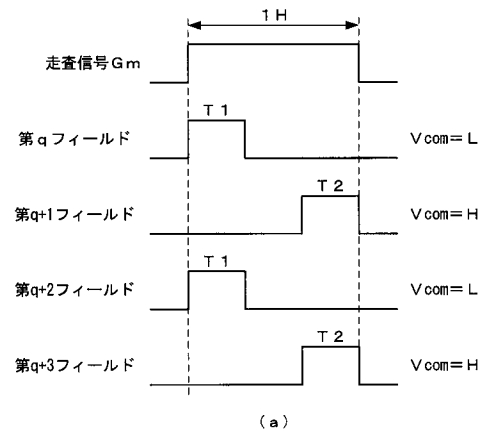 1H
走査信号Gm
T1
第qフィールド Vcom=L
T2
第q+1フィールド Vcom=H
T1
第q+2フィールド Vcom=L
T2
第q+3フィールド Vcom=H
(a)